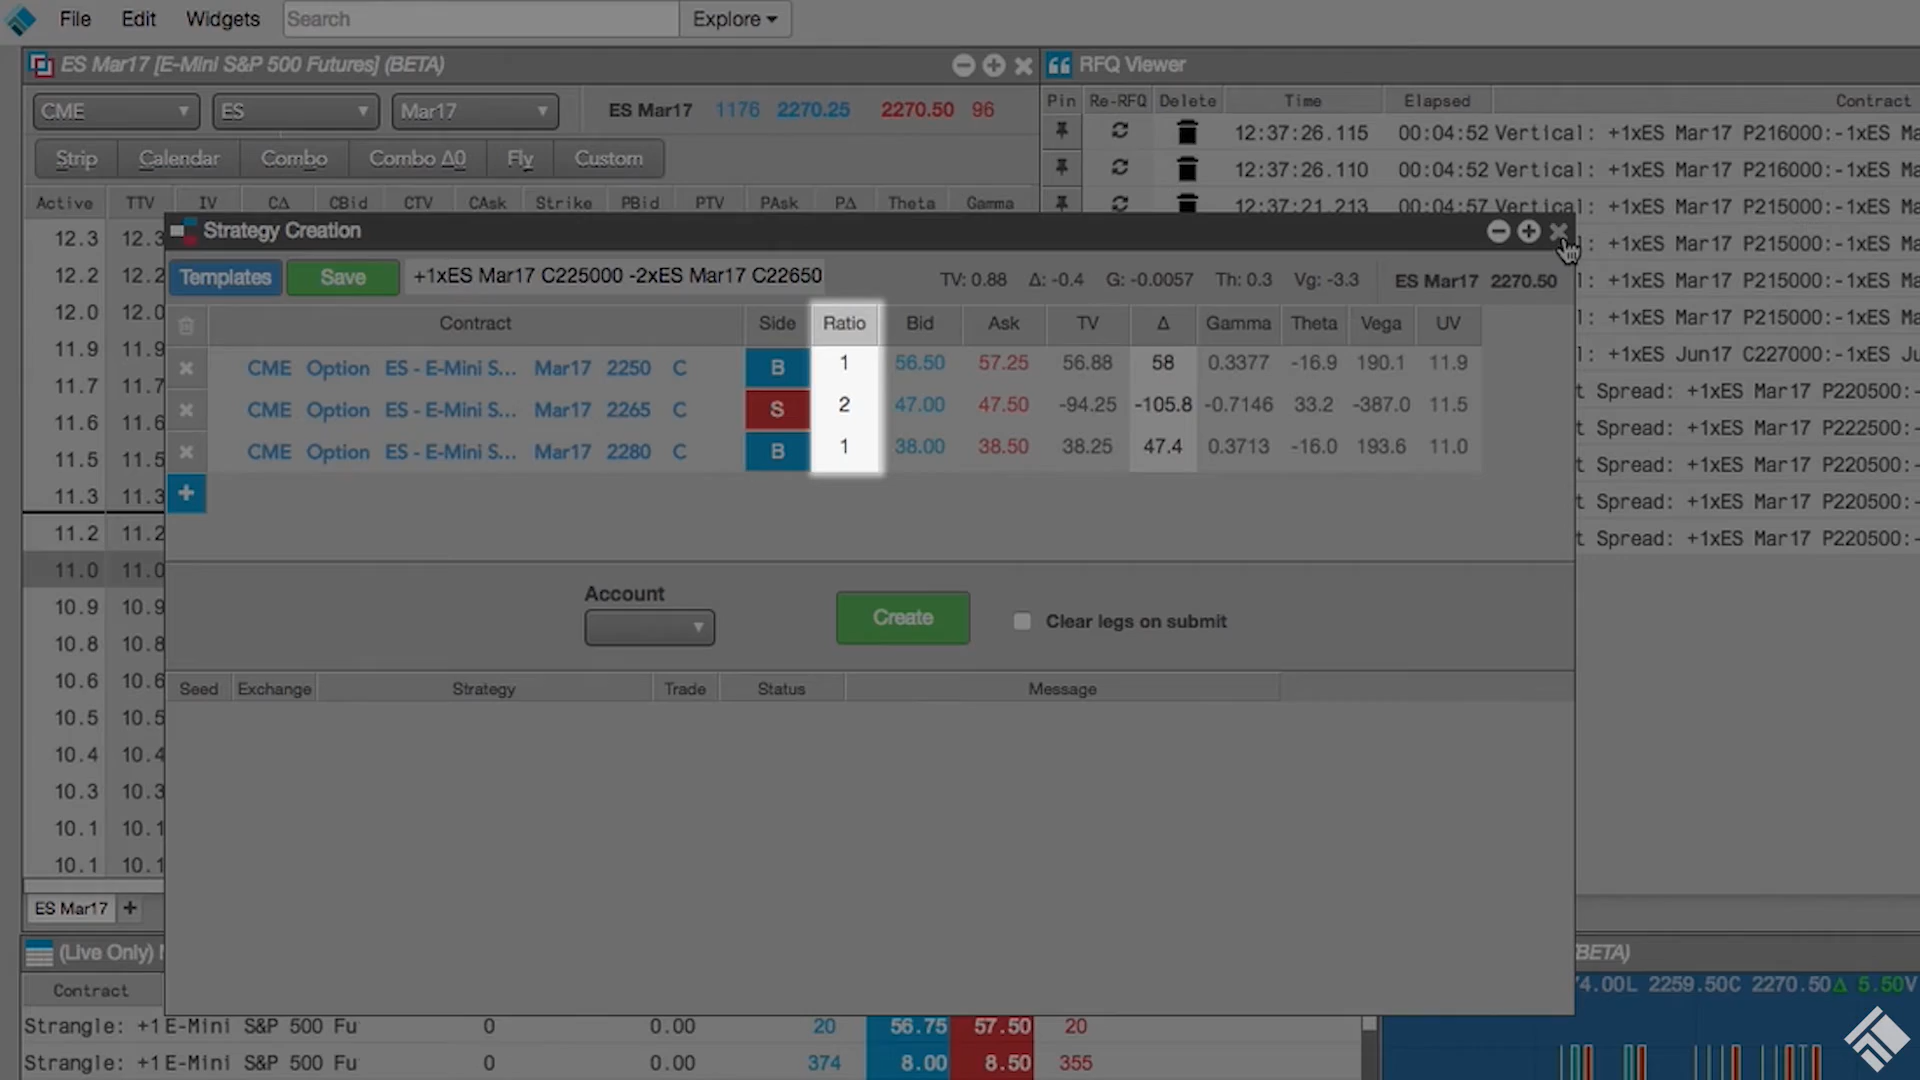 File Edit Widgets Search Explore
ES Mar17 [E-Mini S&P 500 Futures] (BETA) RFQ Viewer
CME ES Mar17 ES Mar17 1176 2270.25 2270.50 96
Pin Re-RFQ Delete Time Elapsed Contract
12:37:26.115 00:04:52 Vertical: +1xES Mar17 P216000:-1xES Ma
Strip Calendar Combo Combo Δ0 Fly Custom
12:37:26.110 00:04:52 Vertical: +1xES Mar17 P216000:-1xES Ma
Active TTV IV CΔ CBid CTV CAsk Strike PBid PTV PAsk PΔ Theta Gamma
12:37:21.213 00:04:57 Vertical: +1xES Mar17 P215000:-1xES Ma
Strategy Creation
12.3 12.3
l: +1xES Mar17 P215000:-1xES Ma
Templates Save +1xES Mar17 C225000 -2xES Mar17 C22650 TV: 0.88 Δ: -0.4 G: -0.0057 Th: 0.3 Vg: -3.3 ES Mar17 2270.50
12.2 12.2
l: +1xES Mar17 P215000:-1xES Ma
12.0 12.0
l: +1xES Mar17 P215000:-1xES Ma
Contract Side Ratio Bid Ask TV Δ Gamma Theta Vega UV
11.9 11.9
l: +1xES Jun17 C227000:-1xES Ju
CME Option ES - E-Mini S... Mar17 2250 C B 1 56.50 57.25 56.88 58 0.3377 -16.9 190.1 11.9
11.7 11.7
t Spread: +1xES Mar17 P220500:-
CME Option ES - E-Mini S... Mar17 2265 C S 2 47.00 47.50 -94.25 -105.8 -0.7146 33.2 -387.0 11.5
11.6 11.6
t Spread: +1xES Mar17 P222500:-
CME Option ES - E-Mini S... Mar17 2280 C B 1 38.00 38.50 38.25 47.4 0.3713 -16.0 193.6 11.0
11.5 11.5
t Spread: +1xES Mar17 P220500:-
11.3 11.3
+
t Spread: +1xES Mar17 P220500:-
11.2 11.2
t Spread: +1xES Mar17 P220500:-
11.0 11.0
Account
10.9 10.9
Create Clear legs on submit
10.8 10.8
10.6 10.6
Seed Exchange Strategy Trade Status Message
10.5 10.5
10.4 10.4
10.3 10.3
10.1 10.1
10.1 10.1
ES Mar17 +
(Live Only) (BETA)
Contract
74.00L 2259.50C 2270.50Δ 5.50V
Strangle: +1 E-Mini S&P 500 Fu 0 0.00 20 56.75 57.50 20
Strangle: +1 E-Mini S&P 500 Fu 0 0.00 374 8.00 8.50 355